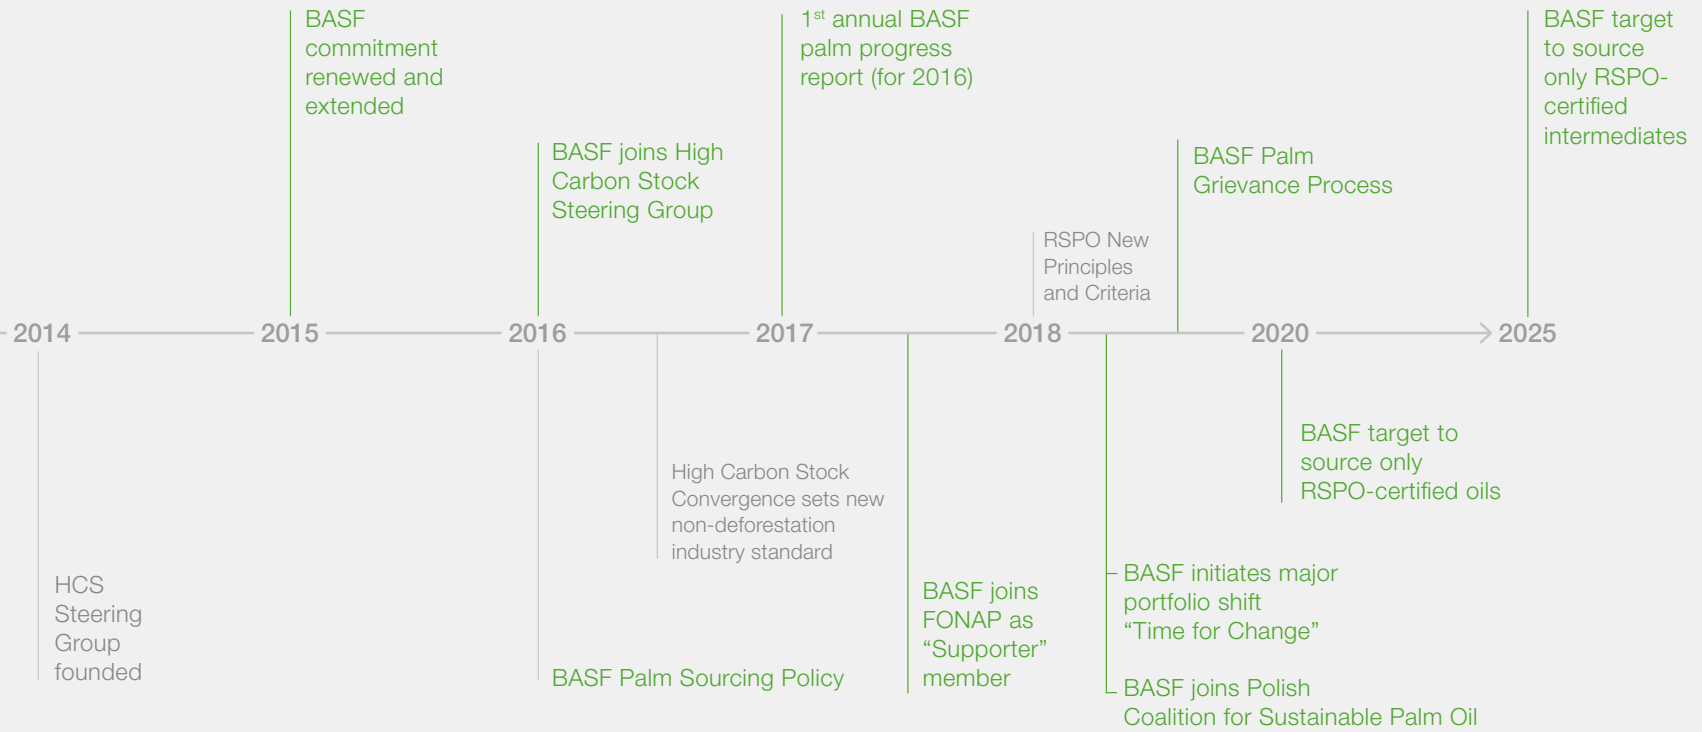 BASF
commitment
renewed and
extended
1st annual BASF
palm progress
report (for 2016)
BASF target
to source
only RSPO-
certified
intermediates
BASF joins High
Carbon Stock
Steering Group
BASF Palm
Grievance Process
RSPO New
Principles
and Criteria
2014
2015
2016
2017
2018
2020
2025
HCS
Steering
Group
founded
BASF Palm Sourcing Policy
High Carbon Stock
Convergence sets new
non-deforestation
industry standard
BASF joins
FONAP as
“Supporter”
member
BASF initiates major
portfolio shift
“Time for Change”
BASF joins Polish
Coalition for Sustainable Palm Oil
BASF target to
source only
RSPO-certified oils